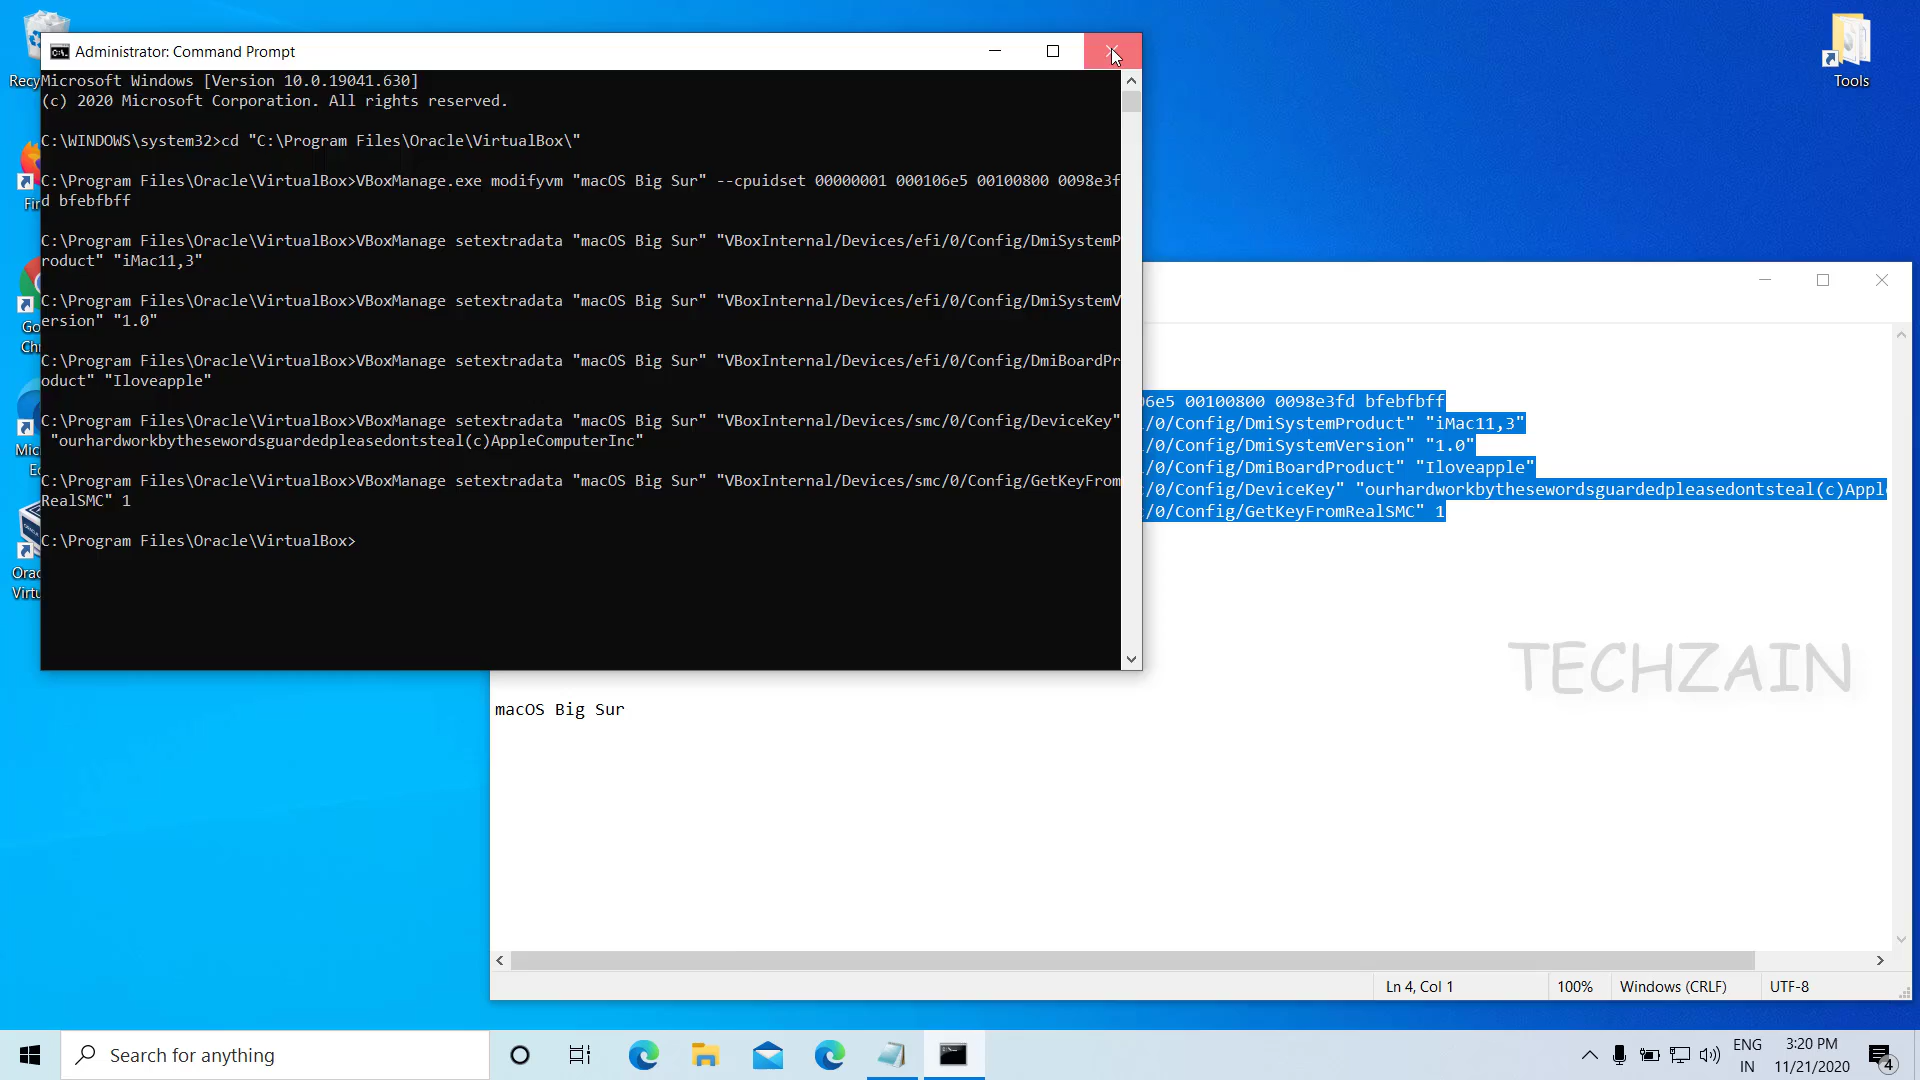 Administrator: Command Prompt
Microsoft Windows [Version 10.0.19041.630]
(c) 2020 Microsoft Corporation. All rights reserved.
C:\WINDOWS\system32>cd "C:\Program Files\Oracle\VirtualBox\"
C:\Program Files\Oracle\VirtualBox>VBoxManage.exe modifyvm "macOS Big Sur" --cpuidset 00000001 000106e5 00100800 0098e3f
d bfebfbff
C:\Program Files\Oracle\VirtualBox>VBoxManage setextradata "macOS Big Sur" "VBoxInternal/Devices/efi/0/Config/DmiSystemP
roduct" "iMac11,3"
C:\Program Files\Oracle\VirtualBox>VBoxManage setextradata "macOS Big Sur" "VBoxInternal/Devices/efi/0/Config/DmiSystemV
ersion" "1.0"
C:\Program Files\Oracle\VirtualBox>VBoxManage setextradata "macOS Big Sur" "VBoxInternal/Devices/efi/0/Config/DmiBoardPr
oduct" "Iloveapple"
C:\Program Files\Oracle\VirtualBox>VBoxManage setextradata "macOS Big Sur" "VBoxInternal/Devices/smc/0/Config/DeviceKey"
"ourhardworkbythesewordsguardedpleasedontsteal(c)AppleComputerInc"
C:\Program Files\Oracle\VirtualBox>VBoxManage setextradata "macOS Big Sur" "VBoxInternal/Devices/smc/0/Config/GetKeyFrom
RealSMC" 1
C:\Program Files\Oracle\VirtualBox>
Tools
06e5 00100800 0098e3fd bfebfbff
/0/Config/DmiSystemProduct" "iMac11,3"
/0/Config/DmiSystemVersion" "1.0"
/0/Config/DmiBoardProduct" "Iloveapple"
/0/Config/DeviceKey" "ourhardworkbythesewordsguardedpleasedontsteal(c)Appl
/0/Config/GetKeyFromRealSMC" 1
TECHZAIN
macOS Big Sur
Ln 4, Col 1
100%
Windows (CRLF)
UTF-8
Search for anything
ENG
IN
3:20 PM
11/21/2020
4